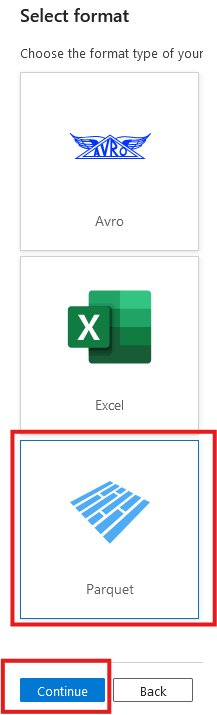 Select format
Choose the format type of your
AVRO
Avro
X
Excel
Parquet
Continue
Back